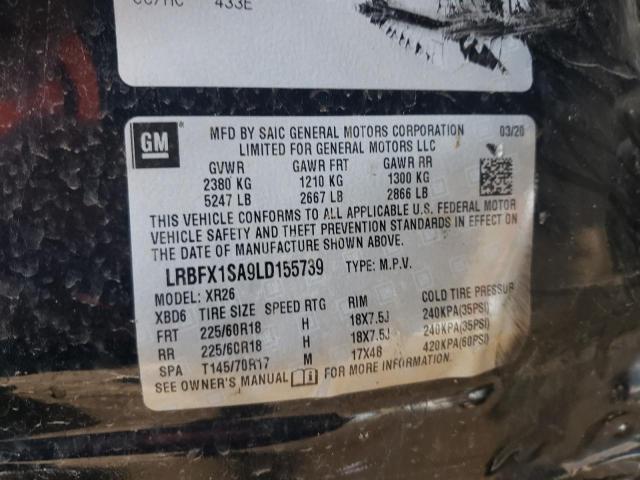 433E
GM
MFD BY SAIC GENERAL MOTORS CORPORATION 03/20
LIMITED FOR GENERAL MOTORS LLC
GVWR GAWR FRT GAWR RR
2380 KG 1210 KG 1300 KG
5247 LB 2667 LB 2866 LB
THIS VEHICLE CONFORMS TO ALL APPLICABLE U.S. FEDERAL MOTOR
VEHICLE SAFETY AND THEFT PREVENTION STANDARDS IN EFFECT ON
THE DATE OF MANUFACTURE SHOWN ABOVE.
LRBFX1SA9LD155739 TYPE: M.P.V.
MODEL: XR26
XBD6 TIRE SIZE SPEED RTG RIM COLD TIRE PRESSURE
FRT 225/60R18 H 18X7.5J 240KPA(35PSI)
RR 225/60R18 H 18X7.5J 240KPA(35PSI)
SPA T145/70R17 M 17X4B 420KPA(60PSI)
SEE OWNER'S MANUAL FOR MORE INFORMATION.